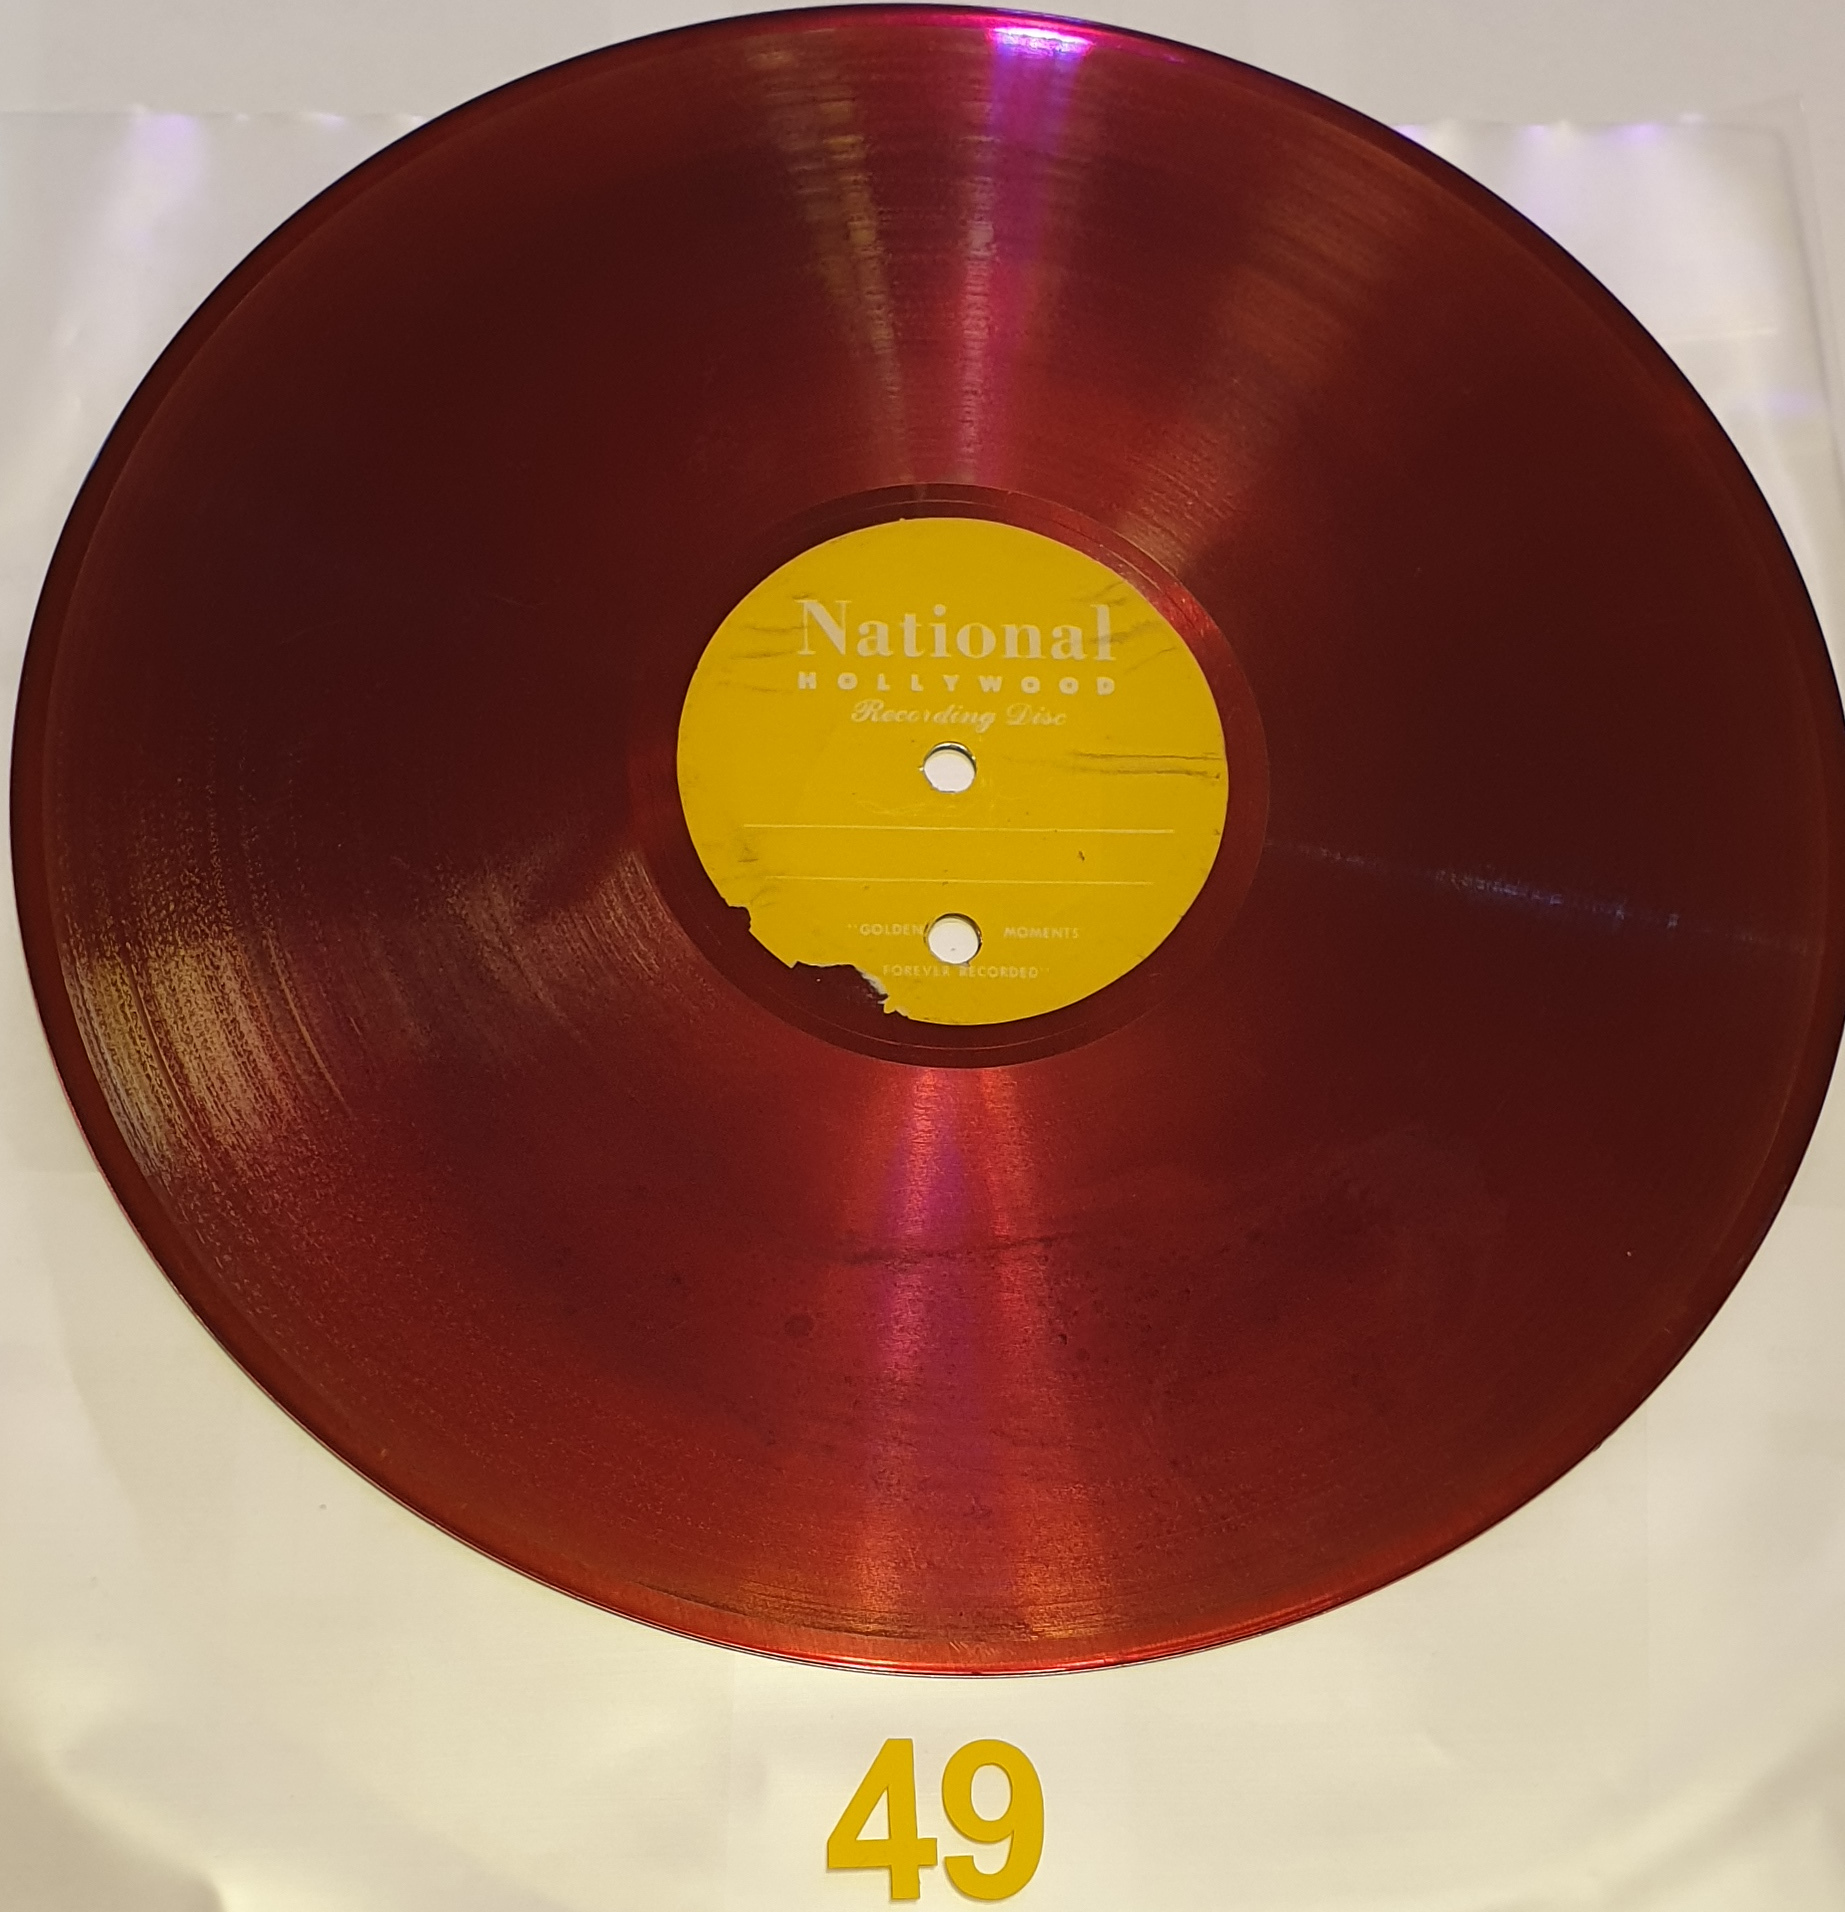 National
HOLLYWOOD
Recording Disc
"GOLDEN MOMENTS
FOREVER RECORDED"
49